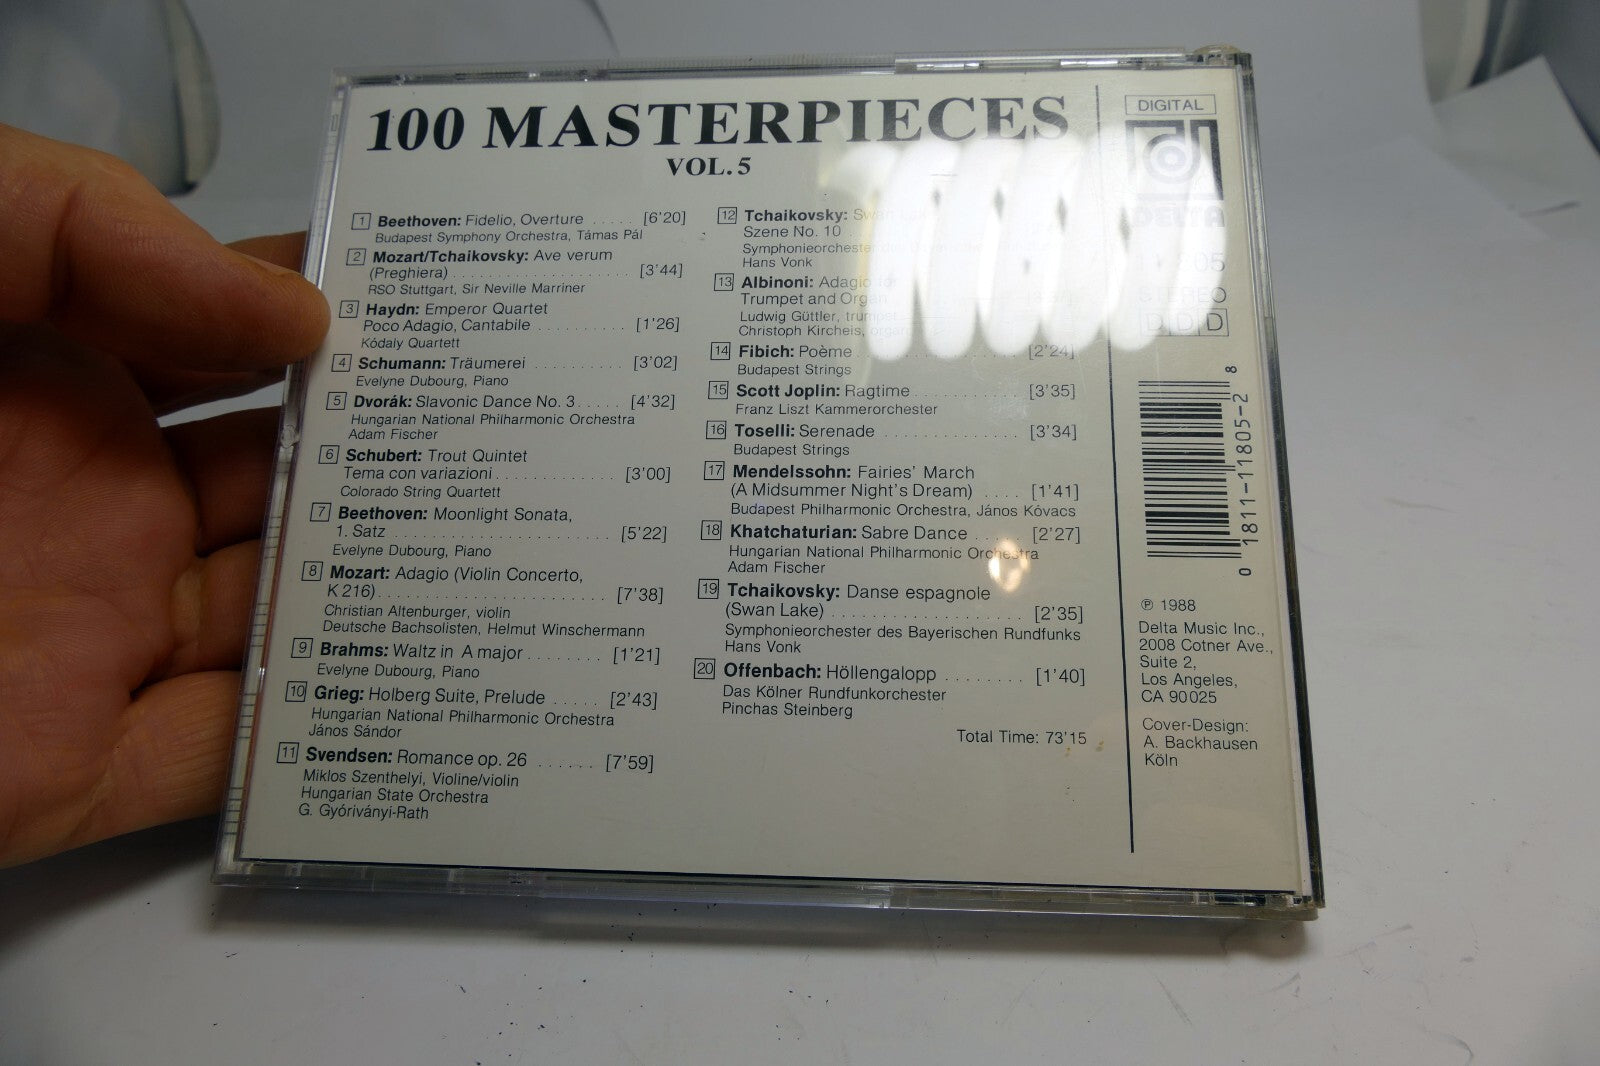 100 MASTERPIECES
VOL. 5
1 Beethoven: Fidelio, Overture ..... [6'20]
Budapest Symphony Orchestra, Támas Pál
2 Mozart/Tchaikovsky: Ave verum
(Preghiera) .................... [3'44]
RSO Stuttgart, Sir Neville Marriner
3 Haydn: Emperor Quartet
Poco Adagio, Cantabile .......... [1'26]
Kódaly Quartett
4 Schumann: Träumerei .......... [3'02]
Evelyne Dubourg, Piano
5 Dvorák: Slavonic Dance No. 3..... [4'32]
Hungarian National Philharmonic Orchestra
Adam Fischer
6 Schubert: Trout Quintet
Tema con variazioni ............. [3'00]
Colorado String Quartett
7 Beethoven: Moonlight Sonata,
1. Satz ......................... [5'22]
Evelyne Dubourg, Piano
8 Mozart: Adagio (Violin Concerto,
K 216) ......................... [7'38]
Christian Altenburger, violin
Deutsche Bachsolisten, Helmut Winschermann
9 Brahms: Waltz in A major ........ [1'21]
Evelyne Dubourg, Piano
10 Grieg: Holberg Suite, Prelude ..... [2'43]
Hungarian National Philharmonic Orchestra
János Sándor
11 Svendsen: Romance op. 26 ...... [7'59]
Miklos Szenthelyi, Violine/violin
Hungarian State Orchestra
G. Gyóriványi-Rath
12 Tchaikovsky: Swan Lake
Szene No. 10
Symphonieorchester des
Hans Vonk
13 Albinoni: Adagio for
Trumpet and Organ
Ludwig Güttler, trumpet
Christoph Kircheis, organ
14 Fibich: Poème .................. [2'24]
Budapest Strings
15 Scott Joplin: Ragtime ............ [3'35]
Franz Liszt Kammerorchester
16 Toselli: Serenade .............. [3'34]
Budapest Strings
17 Mendelssohn: Fairies' March
(A Midsummer Night's Dream) .... [1'41]
Budapest Philharmonic Orchestra, János Kóvacs
18 Khatchaturian: Sabre Dance ...... [2'27]
Hungarian National Philharmonic Orchestra
Adam Fischer
19 Tchaikovsky: Danse espagnole
(Swan Lake) .................... [2'35]
Symphonieorchester des Bayerischen Rundfunks
Hans Vonk
20 Offenbach: Höllengalopp ........ [1'40]
Das Kölner Rundfunkorchester
Pinchas Steinberg
Total Time: 73'15
DIGITAL
DELTA
STEREO
DDD
0 18111-11805-2 8
℗ 1988
Delta Music Inc.,
2008 Cotner Ave.,
Suite 2,
Los Angeles,
CA 90025
Cover-Design:
A. Backhausen
Köln